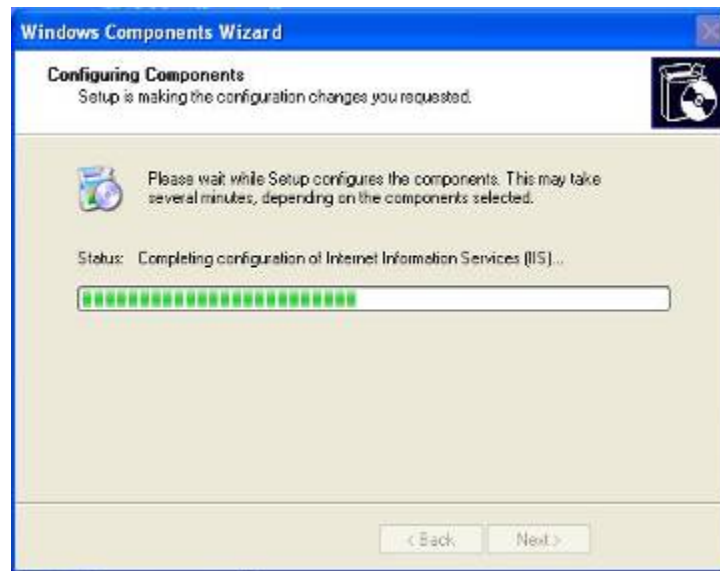 Windows Components Wizard
Configuring Components
Setup is making the configuration changes you requested.
Please wait while Setup configures the components. This may take
several minutes, depending on the components selected.
Status: Completing configuration of Internet Information Services (IIS)...
< Back Next >